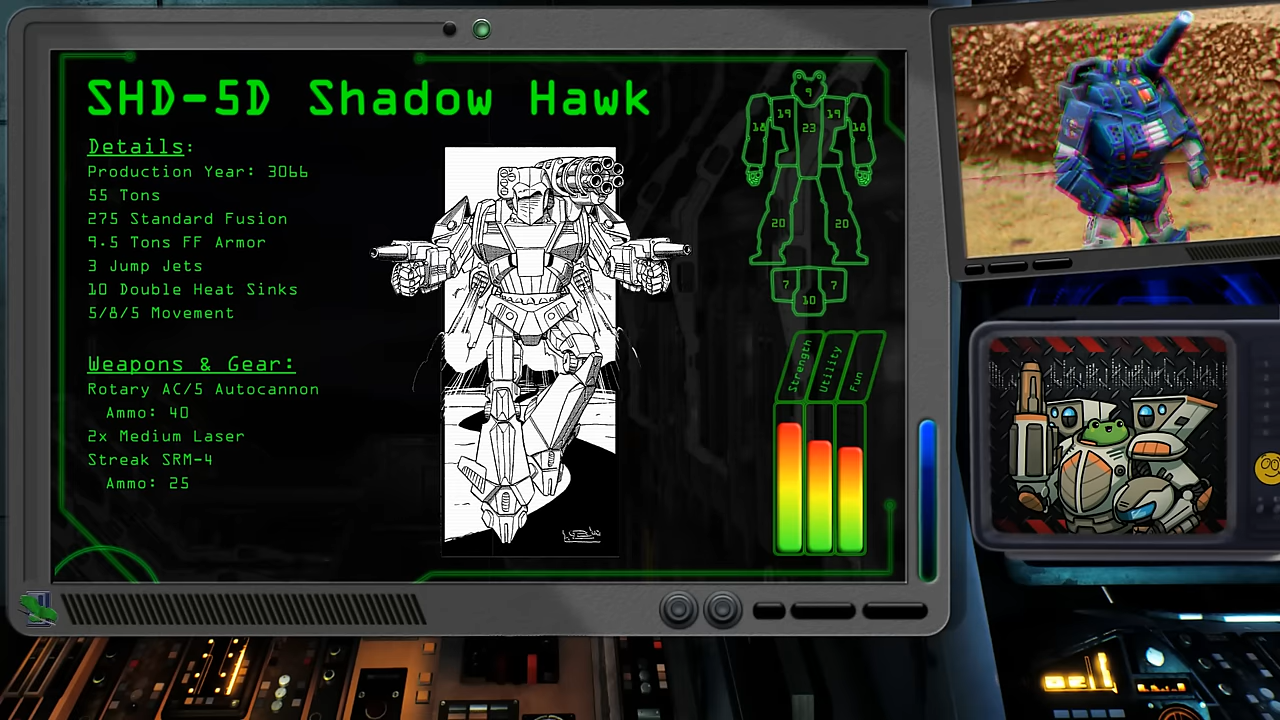 SHD-5D Shadow Hawk
Details:
Production Year: 3066
55 Tons
275 Standard Fusion
9.5 Tons FF Armor
3 Jump Jets
10 Double Heat Sinks
5/8/5 Movement
Weapons & Gear:
Rotary AC/5 Autocannon
Ammo: 40
2x Medium Laser
Streak SRM-4
Ammo: 25
9
19 19
18 23 18
20 20
7 7
10
Strength
Utility
Fun